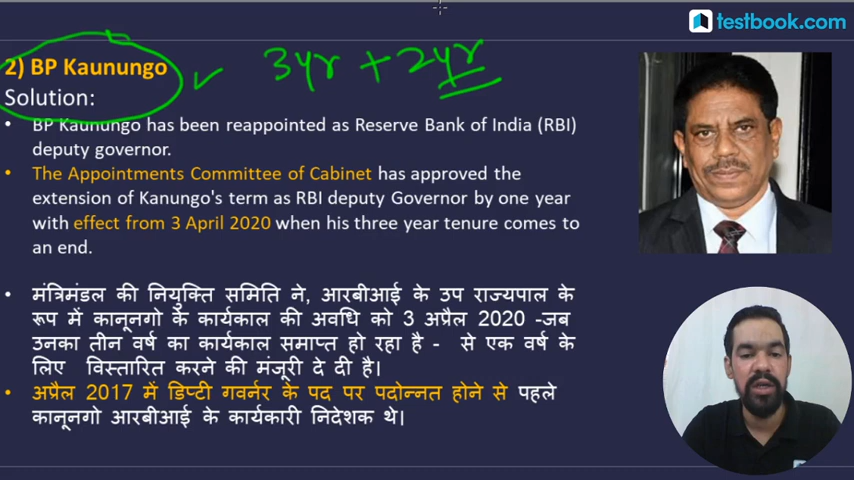 testbook.com
2) BP Kaunungo
3yr + 2yr
Solution:
• BP Kaunungo has been reappointed as Reserve Bank of India (RBI)
deputy governor.
• The Appointments Committee of Cabinet has approved the
extension of Kanungo's term as RBI deputy Governor by one year
with effect from 3 April 2020 when his three year tenure comes to
an end.
• मंत्रिमंडल की नियुक्ति समिति ने, आरबीआई के उप राज्यपाल के
रूप में कानूनगो के कार्यकाल की अवधि को 3 अप्रैल 2020 -जब
उनका तीन वर्ष का कार्यकाल समाप्त हो रहा है - से एक वर्ष के
लिए विस्तारित करने की मंजूरी दे दी है।
• अप्रैल 2017 में डिप्टी गवर्नर के पद पर पदोन्नत होने से पहले
कानूनगो आरबीआई के कार्यकारी निदेशक थे।